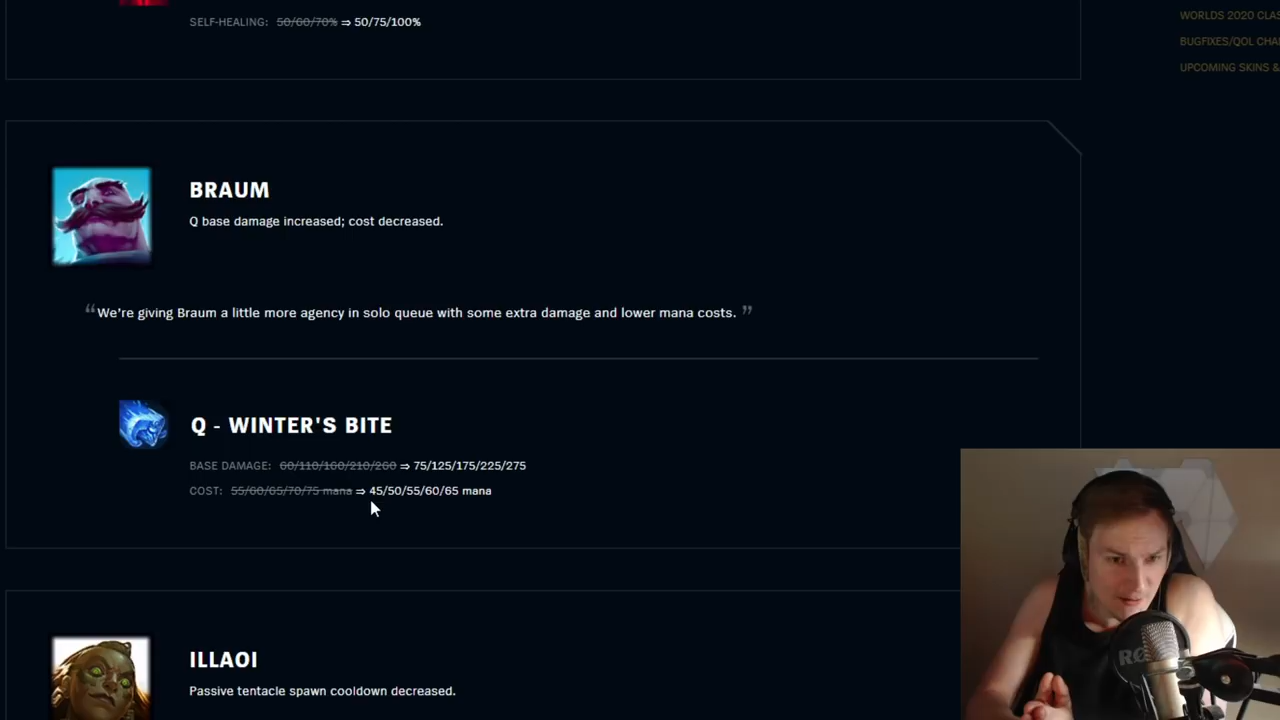 SELF-HEALING: 50/60/70% ⇒ 50/75/100%
WORLDS 2020 CLA
BUGFIXES/QOL CHA
UPCOMING SKINS &
BRAUM
Q base damage increased; cost decreased.
“We're giving Braum a little more agency in solo queue with some extra damage and lower mana costs. ”
Q - WINTER'S BITE
BASE DAMAGE: 60/110/160/210/260 ⇒ 75/125/175/225/275
COST: 55/60/65/70/75 mana ⇒ 45/50/55/60/65 mana
ILLAOI
Passive tentacle spawn cooldown decreased.